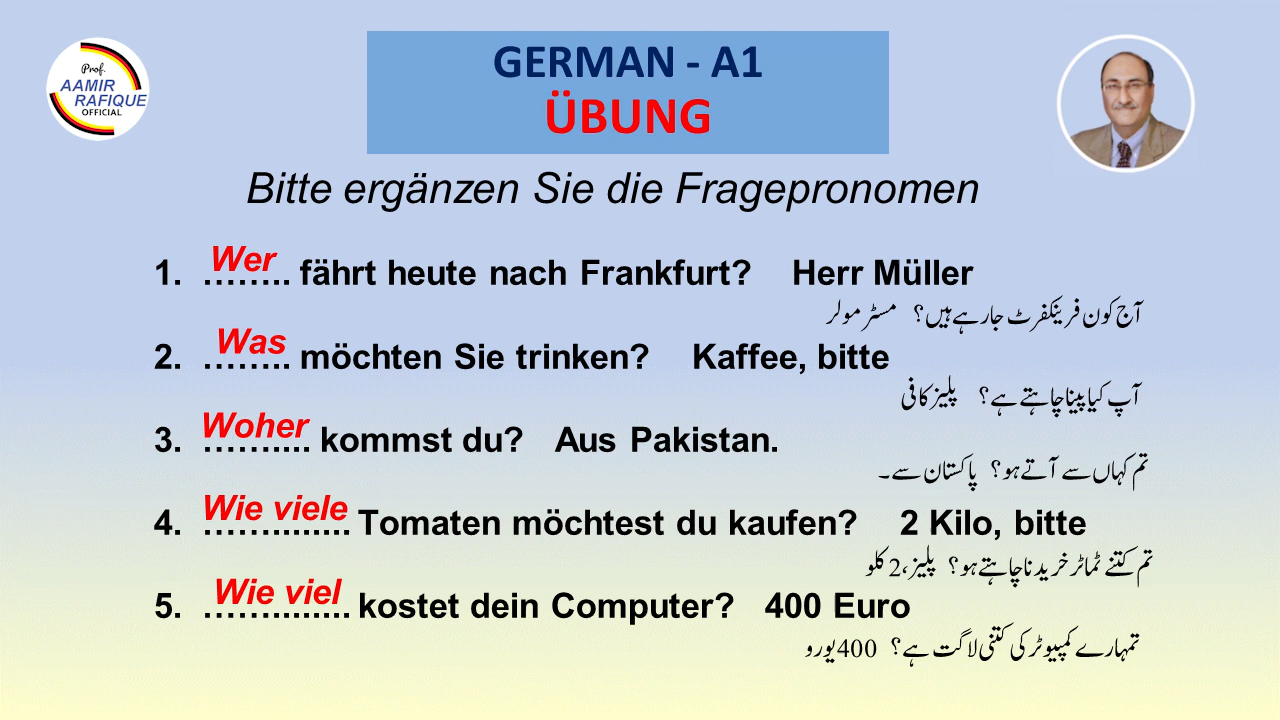 Prof.
AAMIR
RAFIQUE
OFFICIAL
GERMAN - A1
ÜBUNG
Bitte ergänzen Sie die Fragepronomen
1. …….. Wer fährt heute nach Frankfurt? Herr Müller
آج کون فرینکفرٹ جارہے ہیں؟ مسٹر مولر
2. …….. Was möchten Sie trinken? Kaffee, bitte
آپ کیا پینا چاہتے ہے؟ پلیز کافی
3. …….... Woher kommst du? Aus Pakistan.
تم کہاں سے آتے ہو؟ پاکستان سے۔
4. ……........ Wie viele Tomaten möchtest du kaufen? 2 Kilo, bitte
تم کتنے ٹماٹر خریدنا چاہتے ہو؟ پلیز، 2 کلو
5. ……........ Wie viel kostet dein Computer? 400 Euro
تمہارے کمپیوٹر کی کتنی لاگت ہے؟ 400 یورو